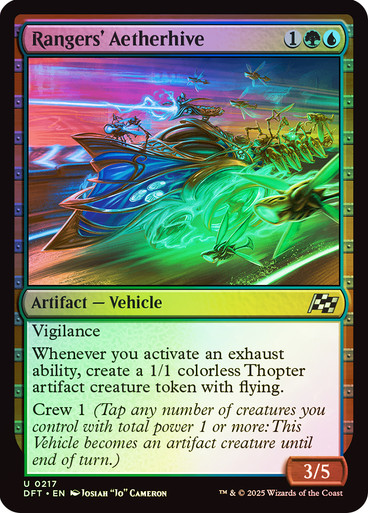 Rangers' Aetherhive 1
Artifact — Vehicle
Vigilance
Whenever you activate an exhaust
ability, create a 1/1 colorless Thopter
artifact creature token with flying.
Crew 1 (Tap any number of creatures you
control with total power 1 or more: This
Vehicle becomes an artifact creature until
end of turn.)
3/5
U 0217
DFT • EN Josiah "Jo" Cameron
™ & © 2025 Wizards of the Coast